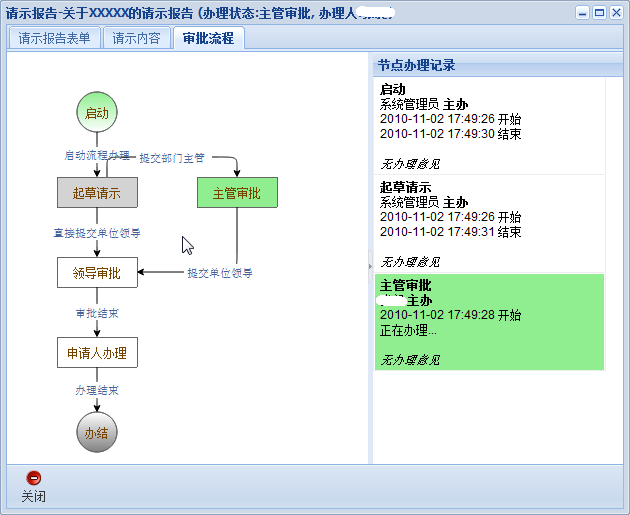 请示报告-关于XXXXX的请示报告 (办理状态:主管审批, 办理人:
请示报告表单
请示内容
审批流程
启动
启动流程办理
提交部门主管
起草请示
主管审批
直接提交单位领导
领导审批
提交单位领导
审批结束
申请人办理
办理结束
办结
节点办理记录
启动
系统管理员 主办
2010-11-02 17:49:26 开始
2010-11-02 17:49:30 结束
无办理意见
起草请示
系统管理员 主办
2010-11-02 17:49:26 开始
2010-11-02 17:49:31 结束
无办理意见
主管审批
主办
2010-11-02 17:49:28 开始
正在办理...
无办理意见
关闭